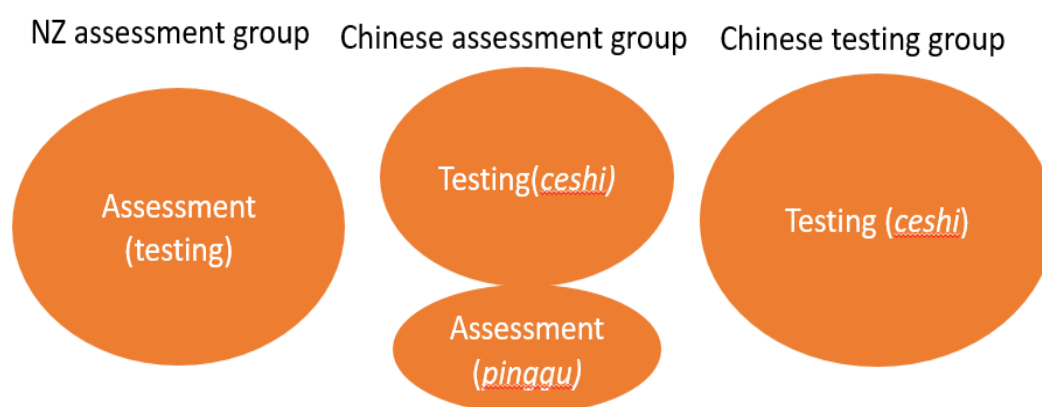 NZ assessment group
Chinese assessment group
Chinese testing group
Assessment
(testing)
Testing(ceshi)
Assessment
(pinggu)
Testing (ceshi)